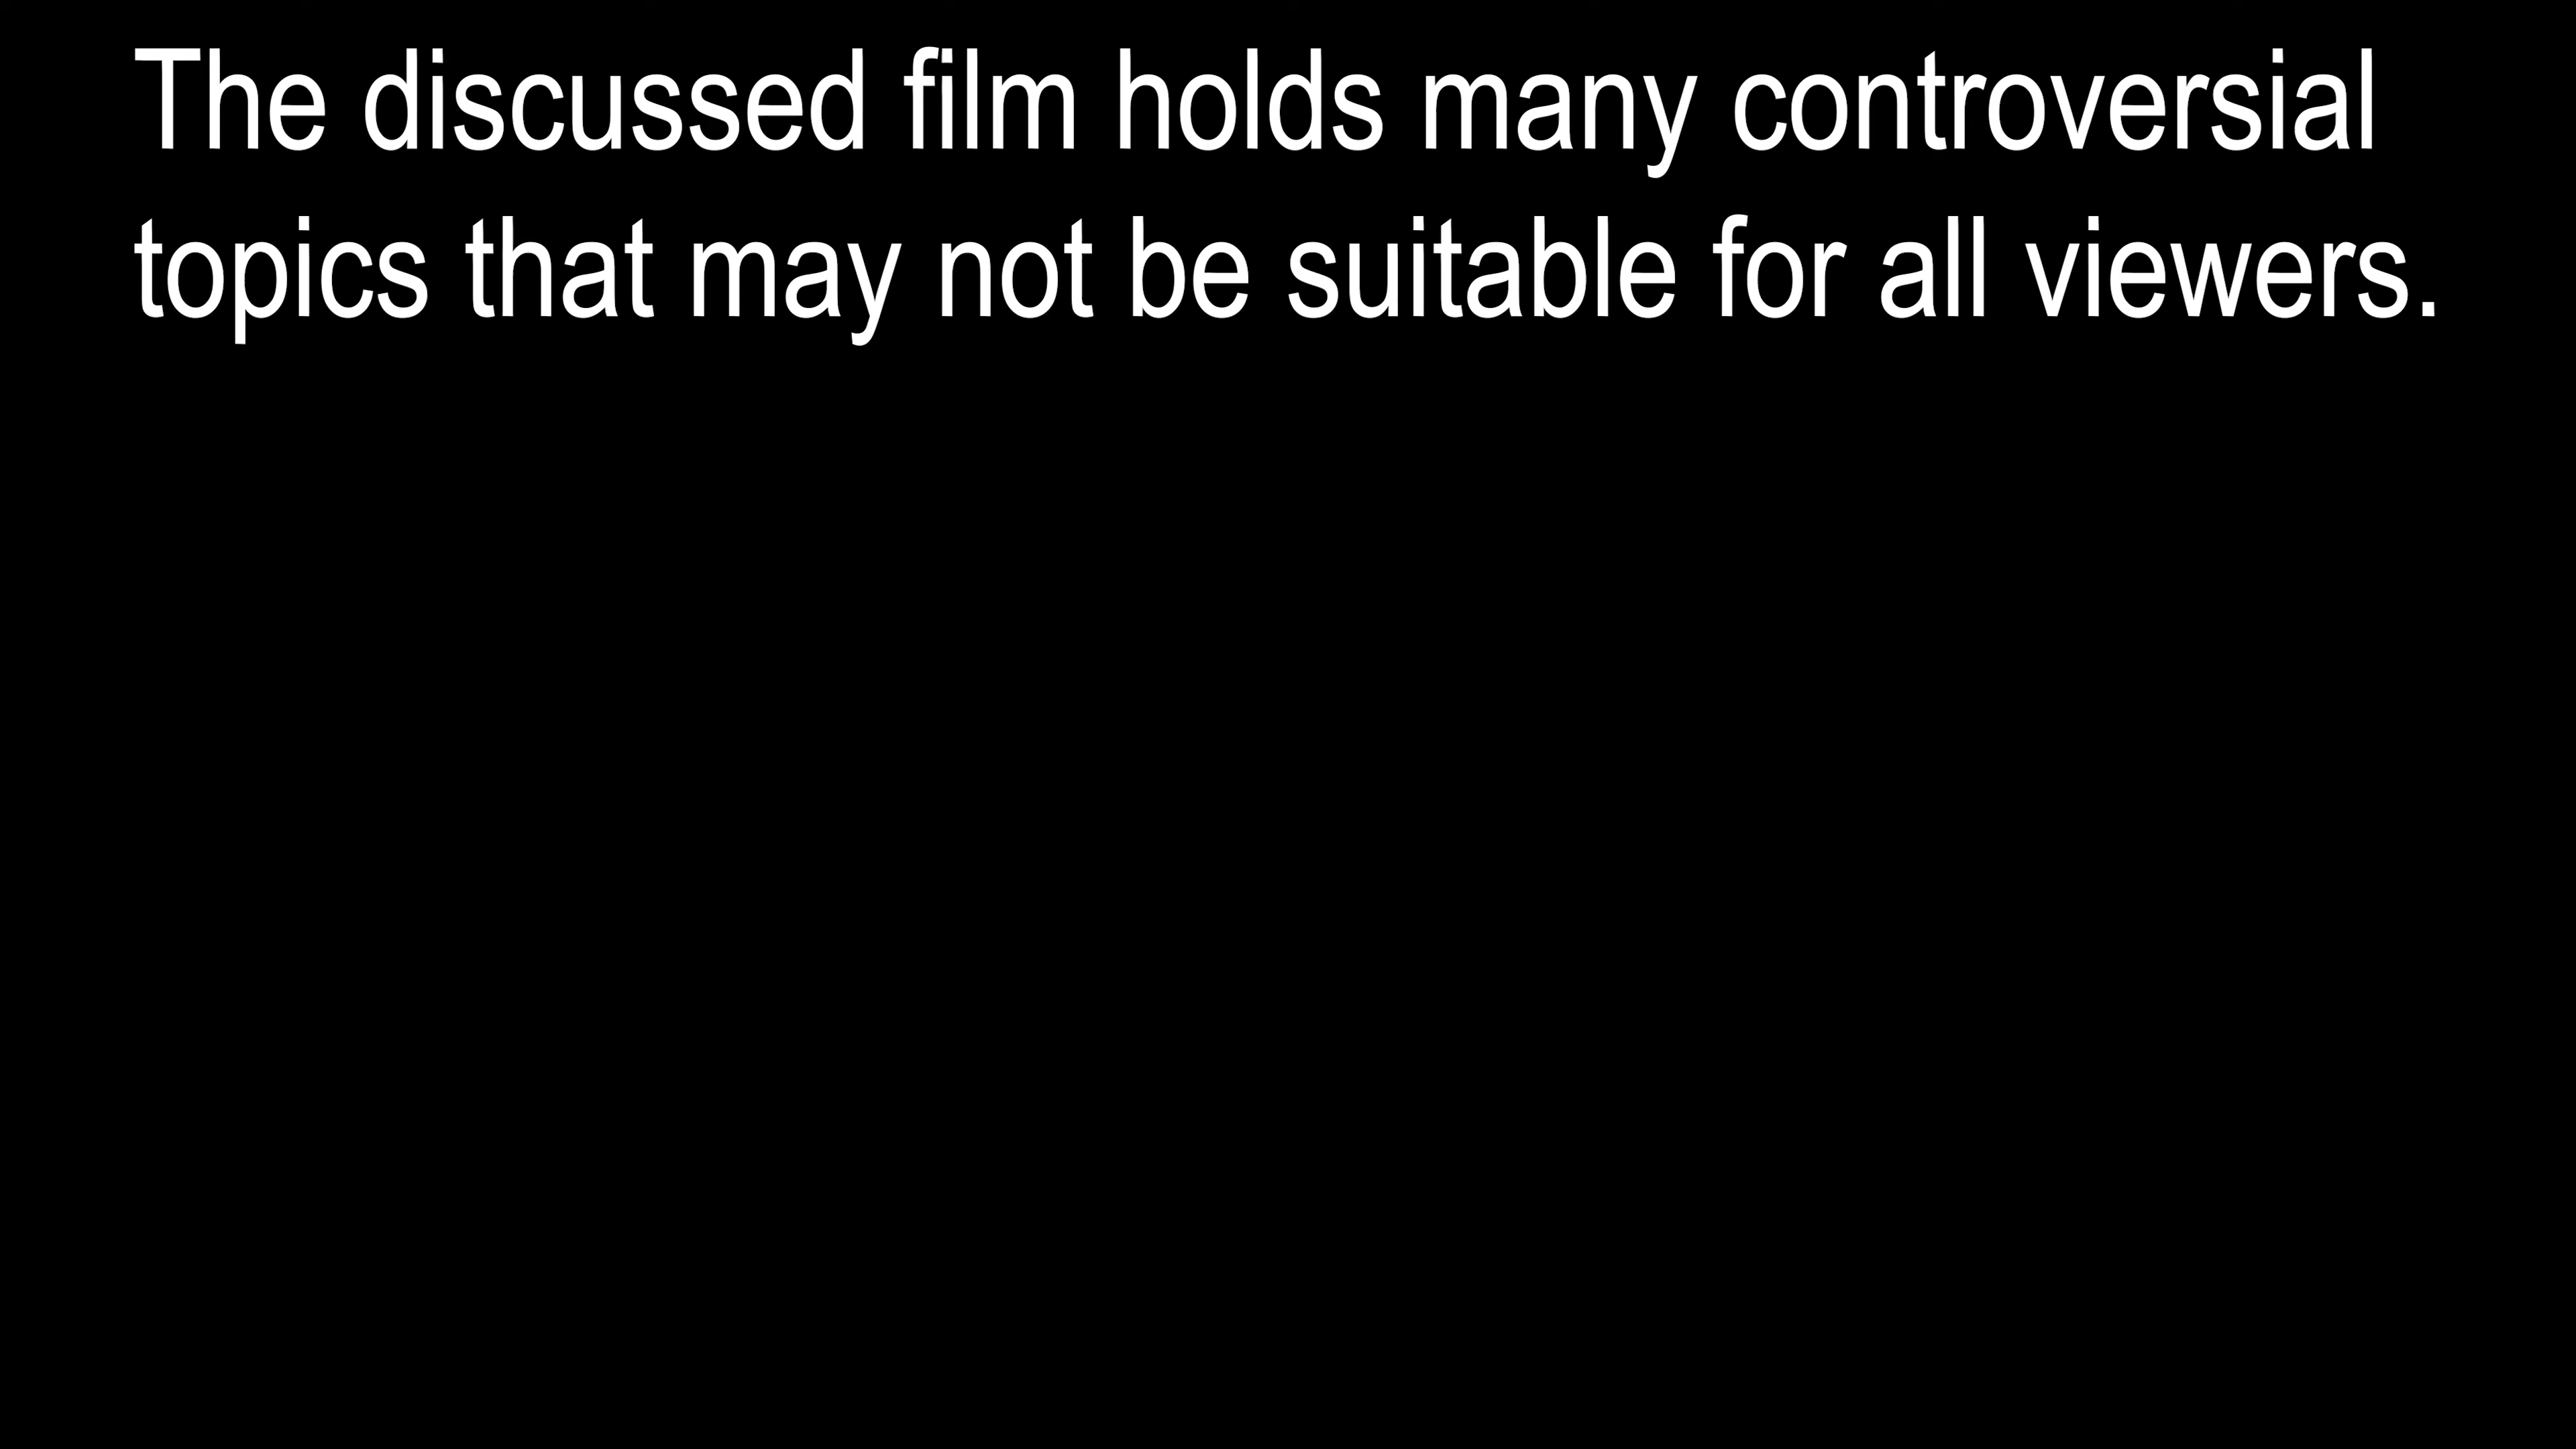 The discussed film holds many controversial
topics that may not be suitable for all viewers.